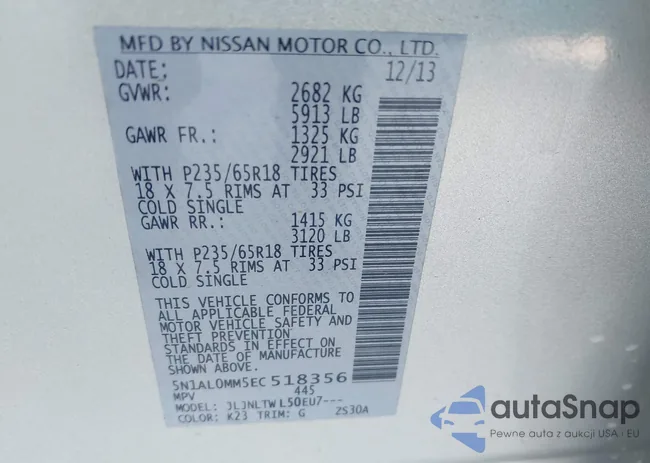 MFD BY NISSAN MOTOR CO., LTD.
DATE: 12/13
GVWR: 2682 KG
5913 LB
GAWR FR.: 1325 KG
2921 LB
WITH P235/65R18 TIRES
18 X 7.5 RIMS AT 33 PSI
COLD SINGLE
GAWR RR.: 1415 KG
3120 LB
WITH P235/65R18 TIRES
18 X 7.5 RIMS AT 33 PSI
COLD SINGLE
THIS VEHICLE CONFORMS TO
ALL APPLICABLE FEDERAL
MOTOR VEHICLE SAFETY AND
THEFT PREVENTION
STANDARDS IN EFFECT ON
THE DATE OF MANUFACTURE
SHOWN ABOVE.
5N1AL0MM5EC518356
MPV 445
MODEL: JLJNLTWL50EU7---
COLOR: K23 TRIM: G ZS30A
autoSnap
Pewne auta z aukcji USA i EU